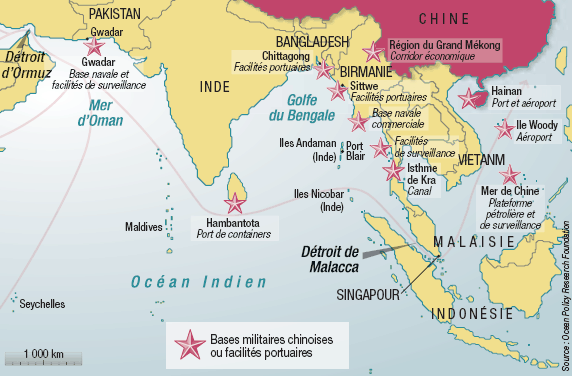 PAKISTAN
Gwadar
Détroit
d'Ormuz
Gwadar
Base navale et
facilités de surveillance
Mer
d'Oman
INDE
CHINE
BANGLADESH
Chittagong
Facilités portuaires
Région du Grand Mékong
Corridor économique
BIRMANIE
Sittwe
Facilités portuaires
Golfe
du Bengale
Base navale
commerciale
Hainan
Port et aéroport
Ile Woody
Aéroport
Iles Andaman
(Inde)
Port
Blair
Facilités
de surveillance
VIETANM
Isthme
de Kra
Canal
Iles Nicobar
(Inde)
Mer de Chine
Plateforme
pétrolière et
de surveillance
Hambantota
Port de containers
Maldives
Détroit de
Malacca
MALAISIE
Océan Indien
SINGAPOUR
INDONÉSIE
Seychelles
Bases militaires chinoises
ou facilités portuaires
1 000 km
Source : Ocean Policy Research Foundation